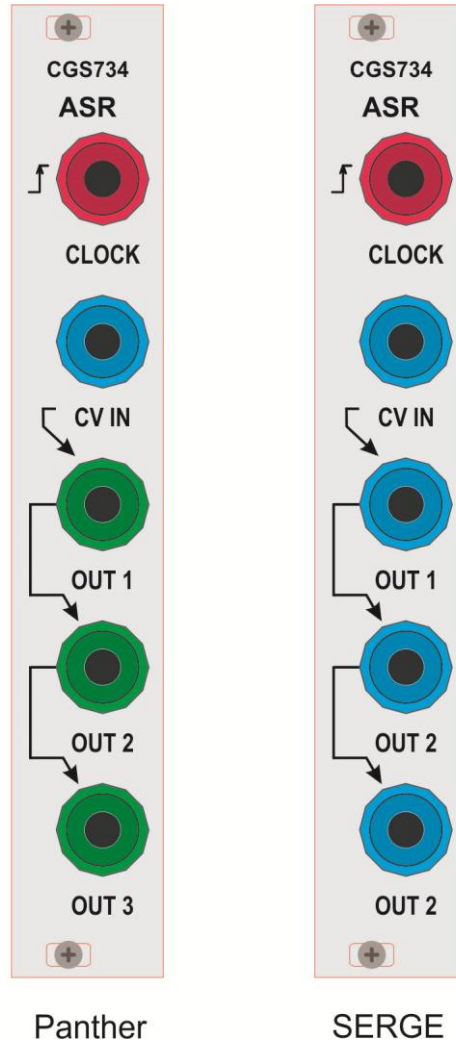 CGS734
ASR
CLOCK
CV IN
OUT 1
OUT 2
OUT 3
Panther
CGS734
ASR
CLOCK
CV IN
OUT 1
OUT 2
OUT 2
SERGE